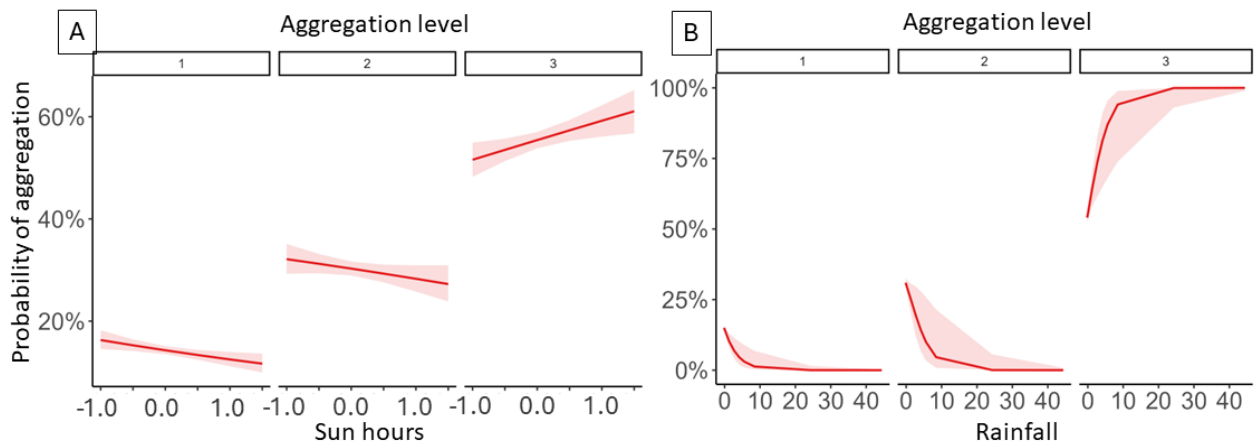 A
Aggregation level
1 2 3
Probability of aggregation
60%
40%
20%
-1.0 0.0 1.0 -1.0 0.0 1.0 -1.0 0.0 1.0
Sun hours
B
Aggregation level
1 2 3
100%
75%
50%
25%
0%
0 10 20 30 40 0 10 20 30 40 0 10 20 30 40
Rainfall